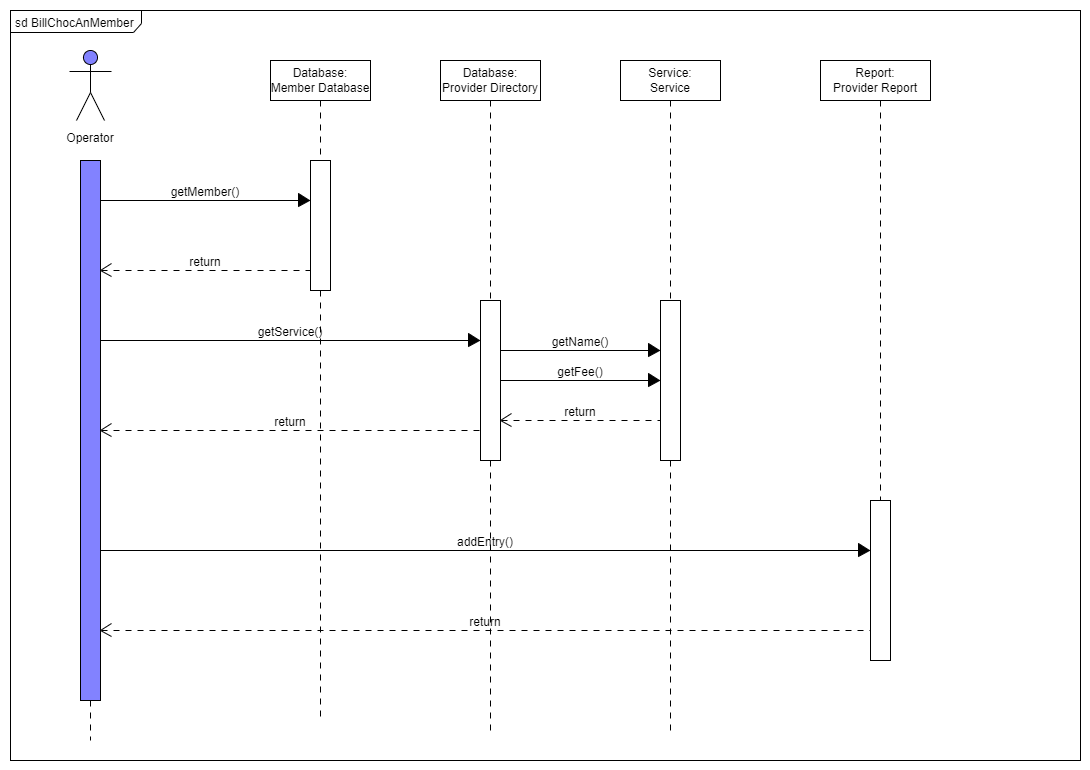 sd BillChocAnMember
Operator
Database:
Member Database
Database:
Provider Directory
Service:
Service
Report:
Provider Report
getMember()
return
getService()
getName()
getFee()
return
return
addEntry()
return